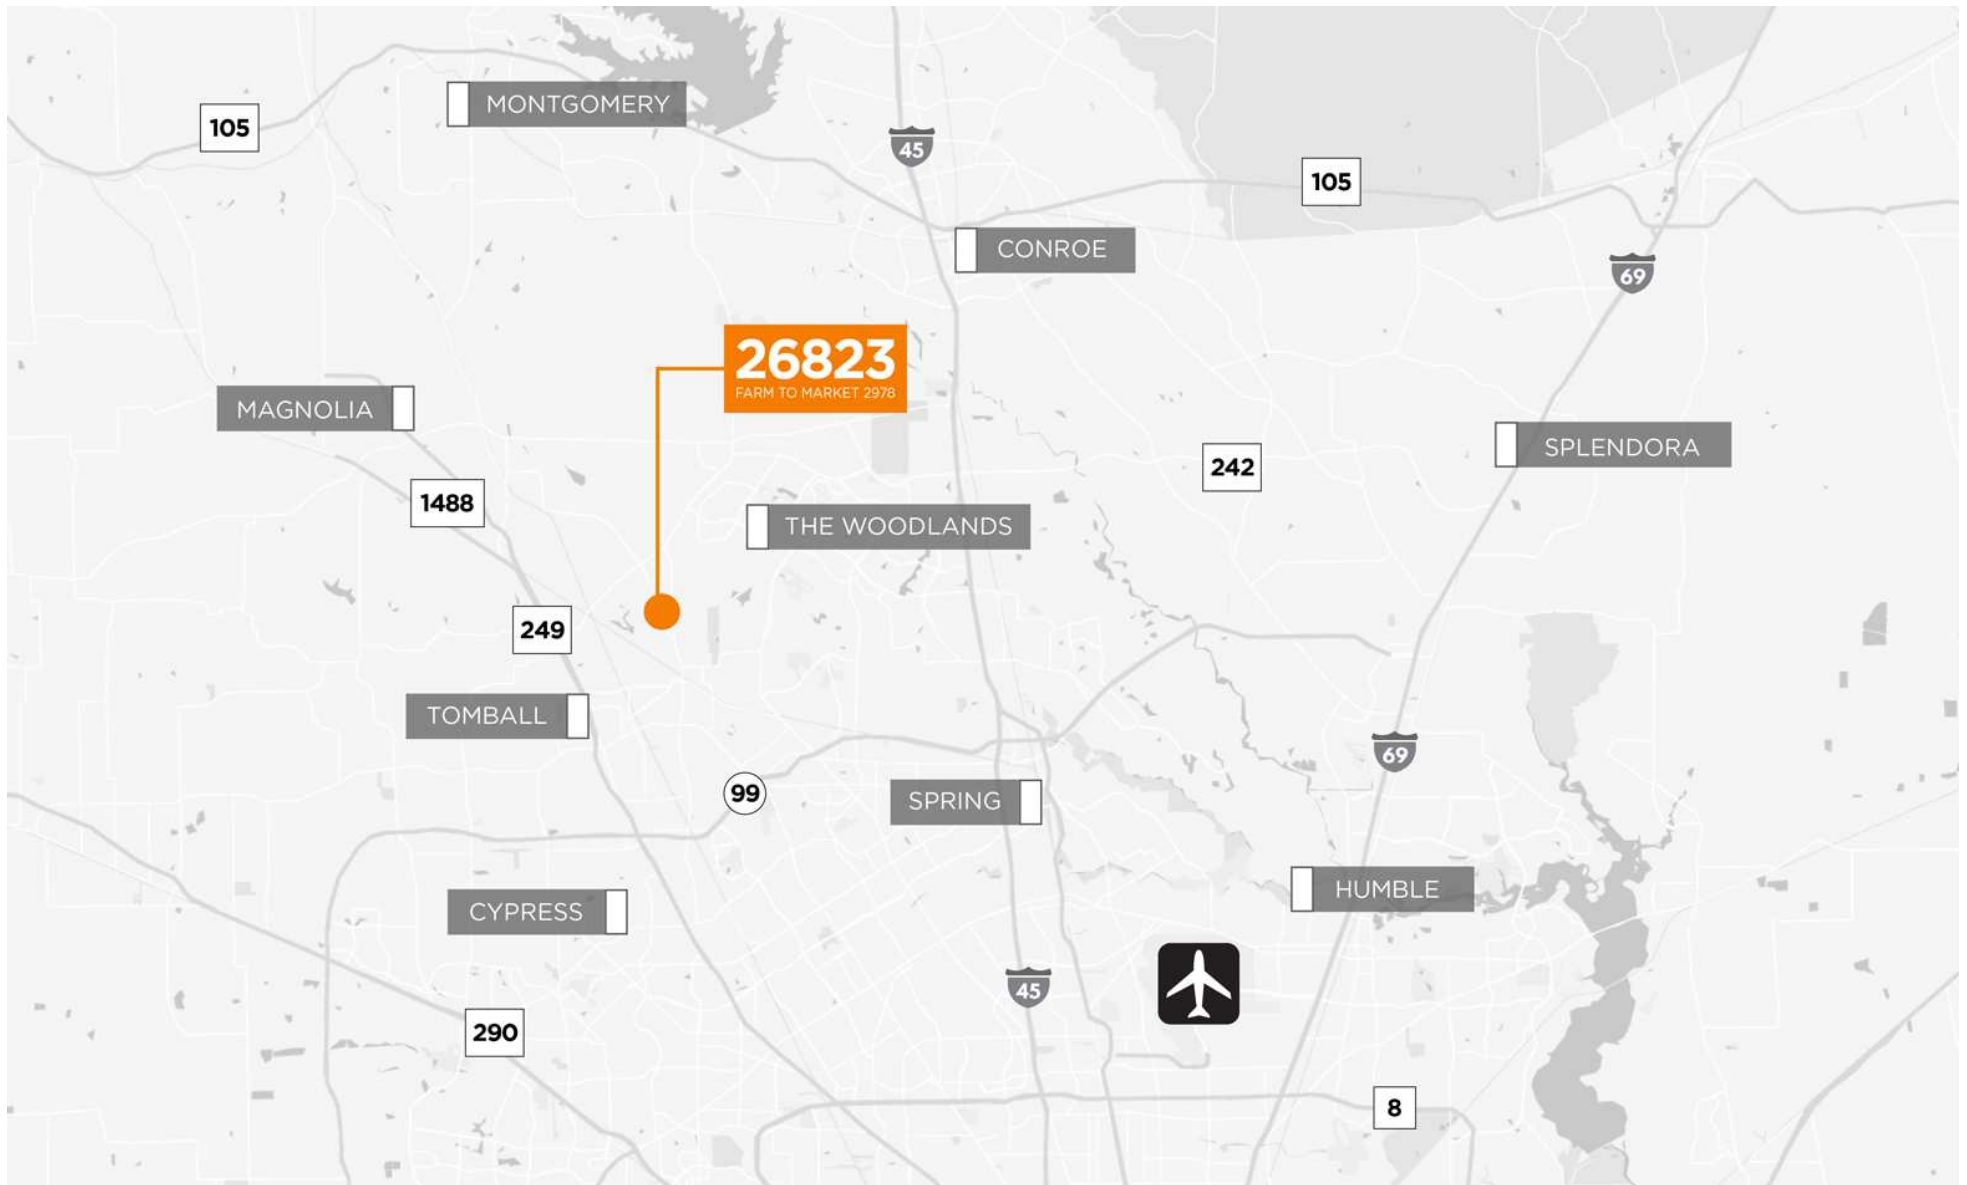 MONTGOMERY
105
45
105
CONROE
69
26823
FARM TO MARKET 2978
MAGNOLIA
SPLENDORA
242
1488
THE WOODLANDS
249
TOMBALL
69
99
SPRING
HUMBLE
CYPRESS
45
290
8